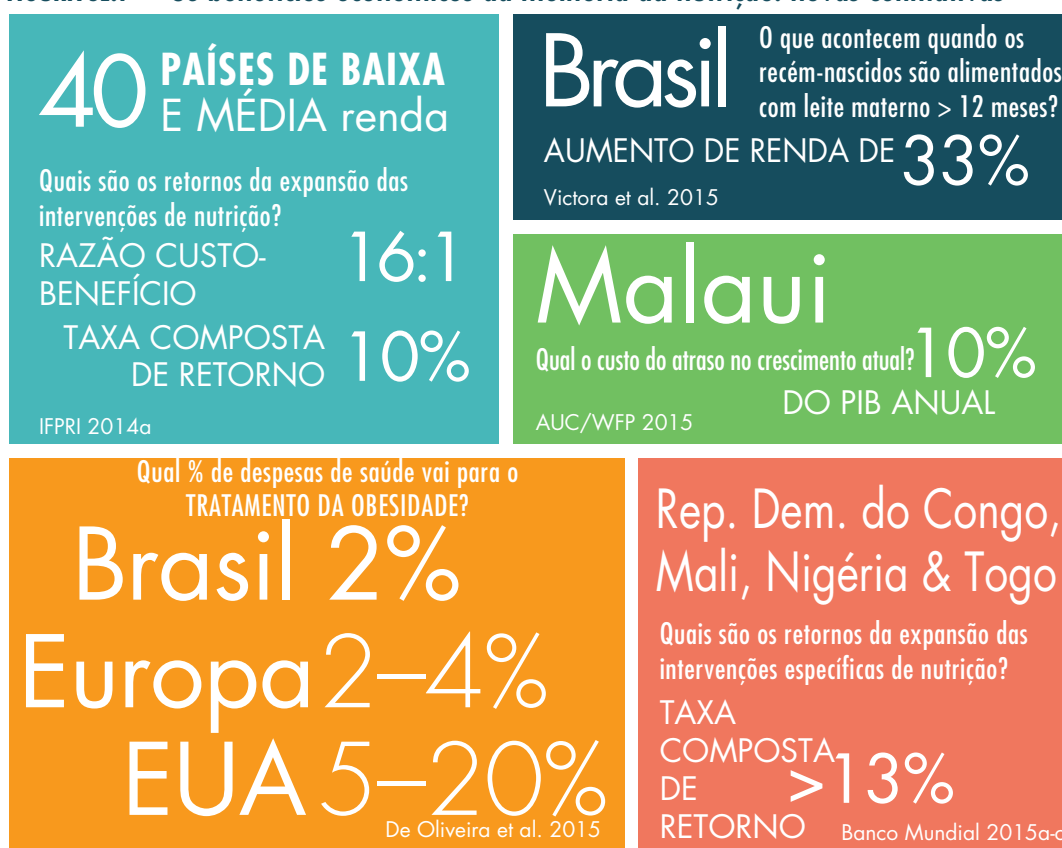 40 PAÍSES DE BAIXA
E MÉDIA renda
Quais são os retornos da expansão das
intervenções de nutrição?
RAZÃO CUSTO-
BENEFÍCIO
16:1
TAXA COMPOSTA
DE RETORNO
10%
IFPRI 2014a
Brasil
O que acontecem quando os
recém-nascidos são alimentados
com leite materno > 12 meses?
AUMENTO DE RENDA DE 33%
Victora et al. 2015
Malaui
Qual o custo do atraso no crescimento atual? 10%
DO PIB ANUAL
AUC/WFP 2015
Qual % de despesas de saúde vai para o
TRATAMENTO DA OBESIDADE?
Brasil 2%
Europa 2–4%
EUA 5–20%
De Oliveira et al. 2015
Rep. Dem. do Congo,
Mali, Nigéria & Togo
Quais são os retornos da expansão das
intervenções específicas de nutrição?
TAXA
COMPOSTA
DE
RETORNO
>13%
Banco Mundial 2015a-